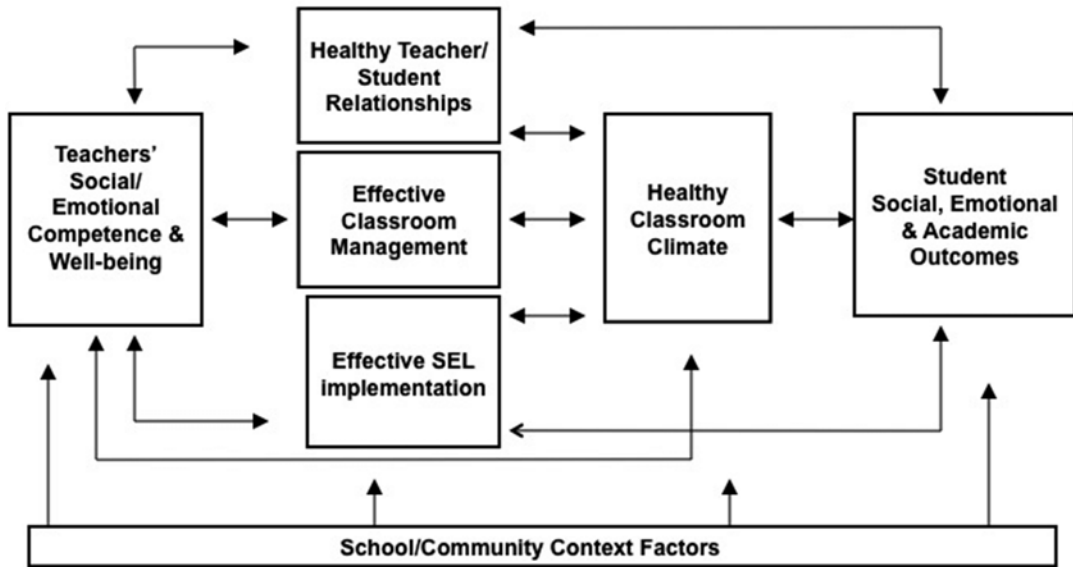 Healthy Teacher/
Student
Relationships
Teachers'
Social/
Emotional
Competence &
Well-being
Effective
Classroom
Management
Healthy
Classroom
Climate
Student
Social, Emotional
& Academic
Outcomes
Effective SEL
implementation
School/Community Context Factors